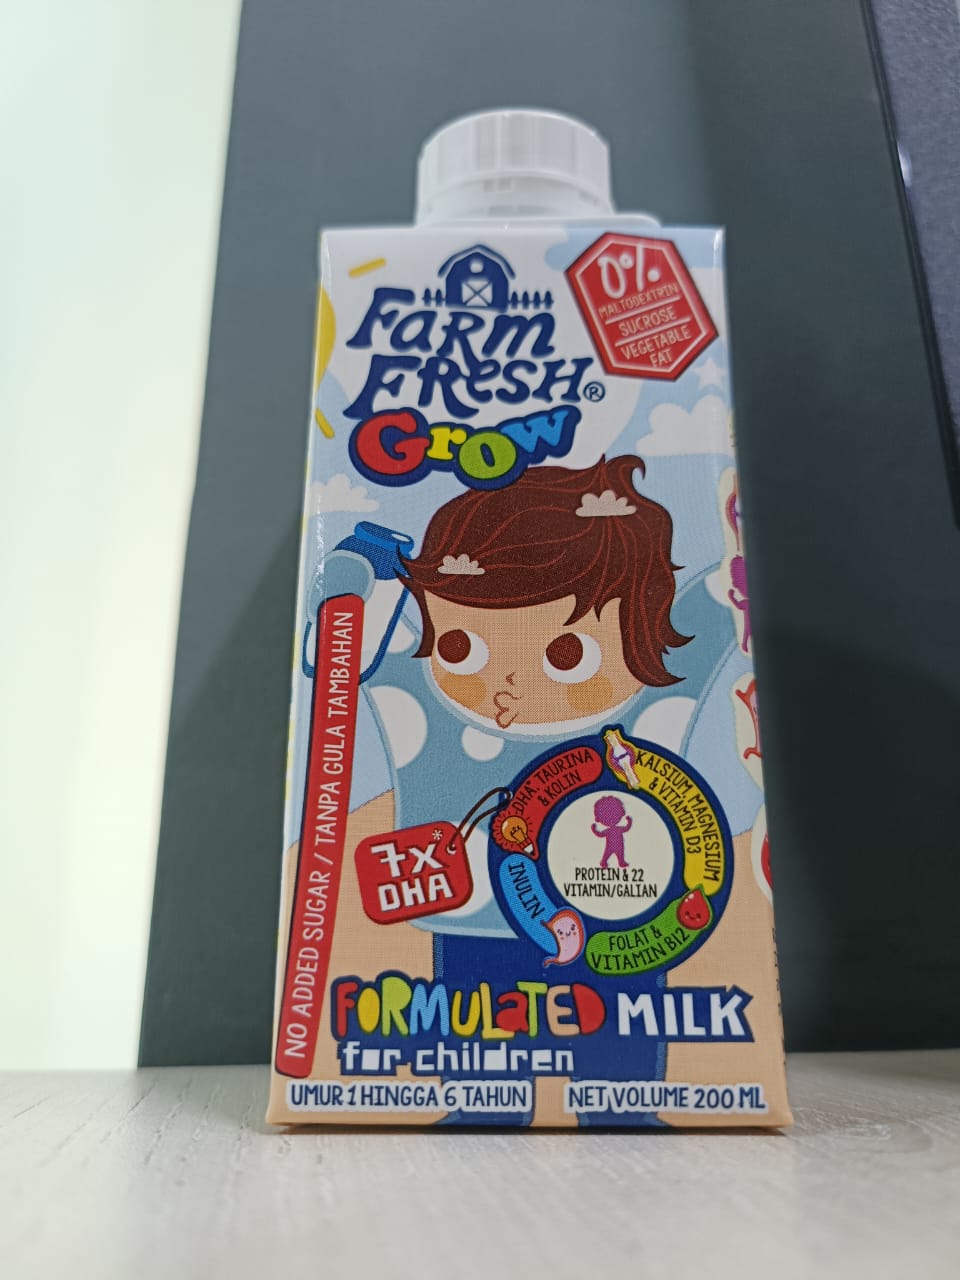 FARM
FRESH®
GROW
0%
MALTODEXTRIN
SUCROSE
VEGETABLE
FAT
NO ADDED SUGAR / TANPA GULA TAMBAHAN
7X*
DHA
DHA*, TAURINA
& KOLIN
KALSIUM, MAGNESIUM
& VITAMIN D3
INULIN
FOLAT &
VITAMIN B12
PROTEIN & 22
VITAMIN/GALIAN
FORMULATED MILK
for children
UMUR 1 HINGGA 6 TAHUN
NET VOLUME 200 ML